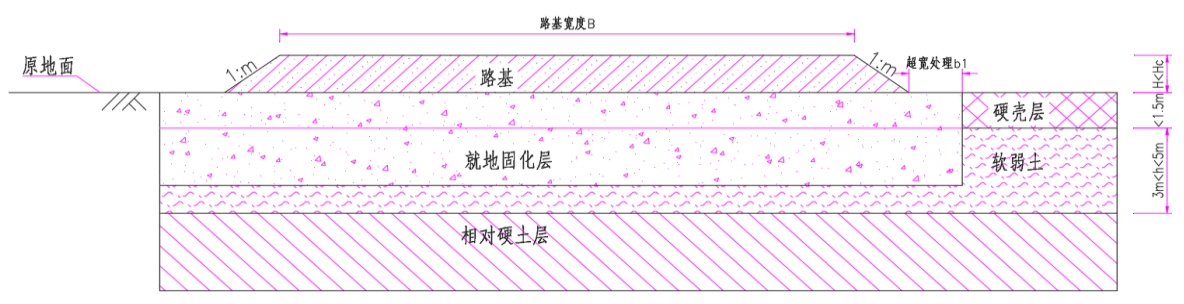 路基宽度B
原地面
1:m
路基
1:m
超宽处理b1
H<Hc
硬壳层
<1.5m
就地固化层
软弱土
3m<h<5m
相对硬土层